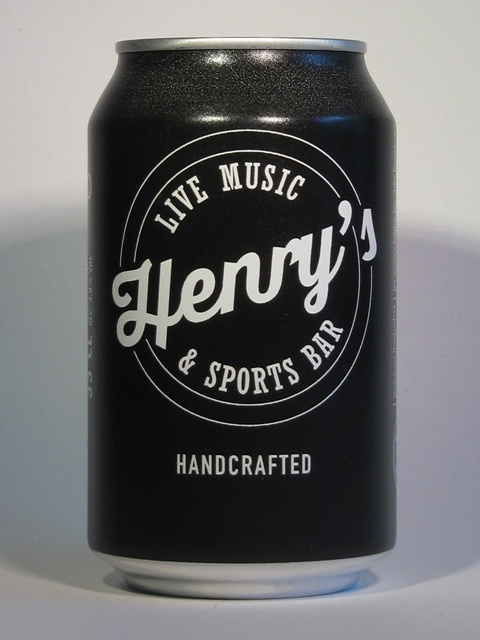 LIVE MUSIC
Henry's
& SPORTS BAR
HANDCRAFTED